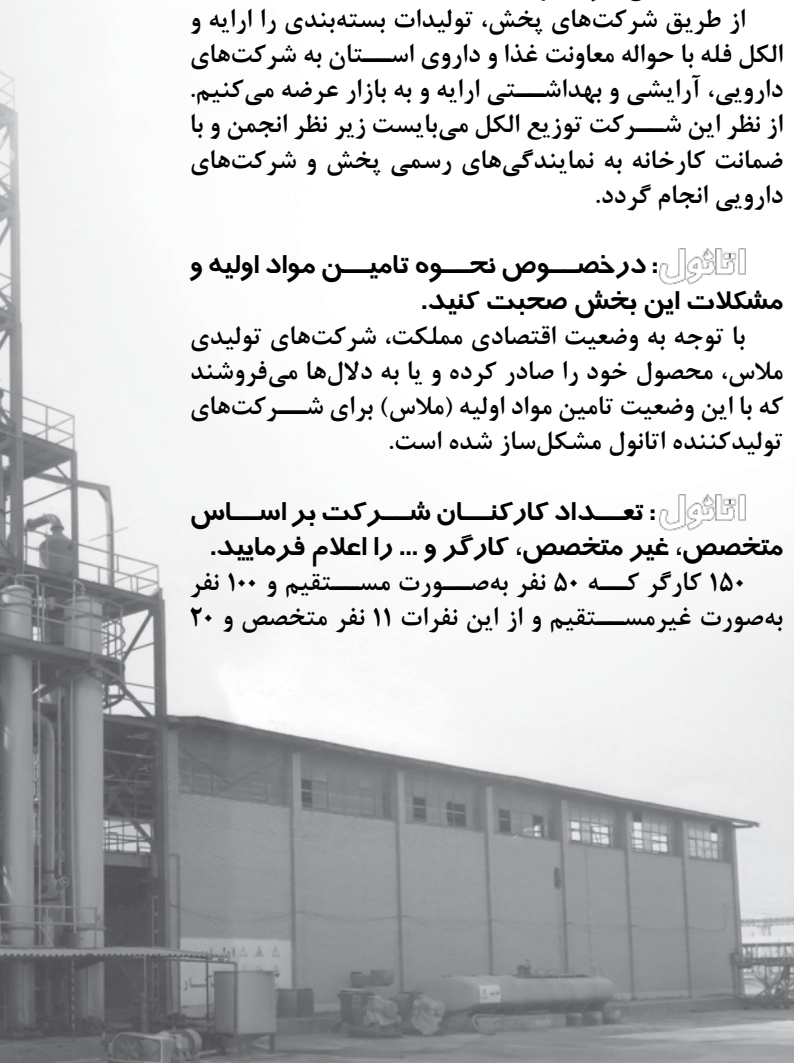 از طریق شرکت‌های پخش، تولیدات بسته‌بندی را ارایه و
الکل فله با حواله معاونت غذا و داروی استان به شرکت‌های
دارویی، آرایشی و بهداشتی ارایه و به بازار عرضه می‌کنیم.
از نظر این شرکت توزیع الکل می‌بایست زیر نظر انجمن و با
ضمانت کارخانه به نمایندگی‌های رسمی پخش و شرکت‌های
دارویی انجام گردد.
اتانول: درخصوص نحوه تامین مواد اولیه و
مشکلات این بخش صحبت کنید.
با توجه به وضعیت اقتصادی مملکت، شرکت‌های تولیدی
ملاس، محصول خود را صادر کرده و یا به دلال‌ها می‌فروشند
که با این وضعیت تامین مواد اولیه (ملاس) برای شرکت‌های
تولیدکننده اتانول مشکل‌ساز شده است.
اتانول: تعداد کارکنان شرکت بر اساس
متخصص، غیر متخصص، کارگر و ... را اعلام فرمایید.
۱۵۰ کارگر که ۵۰ نفر به‌صورت مستقیم و ۱۰۰ نفر
به‌صورت غیرمستقیم و از این نفرات ۱۱ نفر متخصص و ۲۰